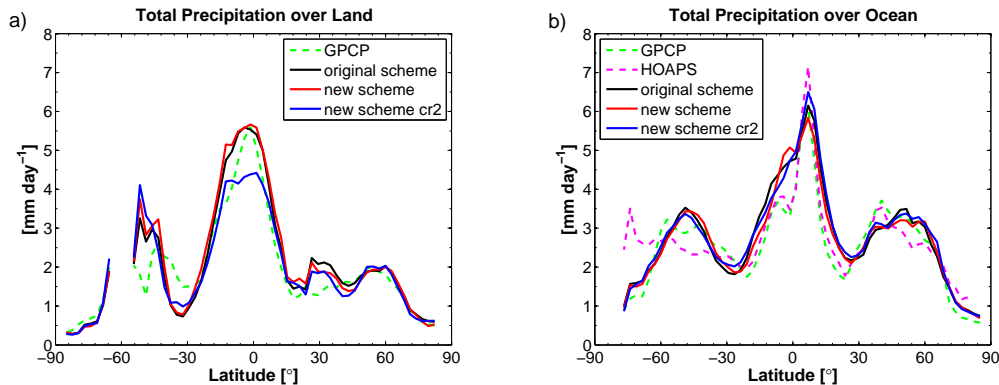 a)
Total Precipitation over Land
8
7
6
5
4
3
2
1
0
[mm day⁻¹]
GPCP
original scheme
new scheme
new scheme cr2
−90 −60 −30 0 30 60 90
Latitude [°]
b)
Total Precipitation over Ocean
8
7
6
5
4
3
2
1
0
[mm day⁻¹]
GPCP
HOAPS
original scheme
new scheme
new scheme cr2
−90 −60 −30 0 30 60 90
Latitude [°]